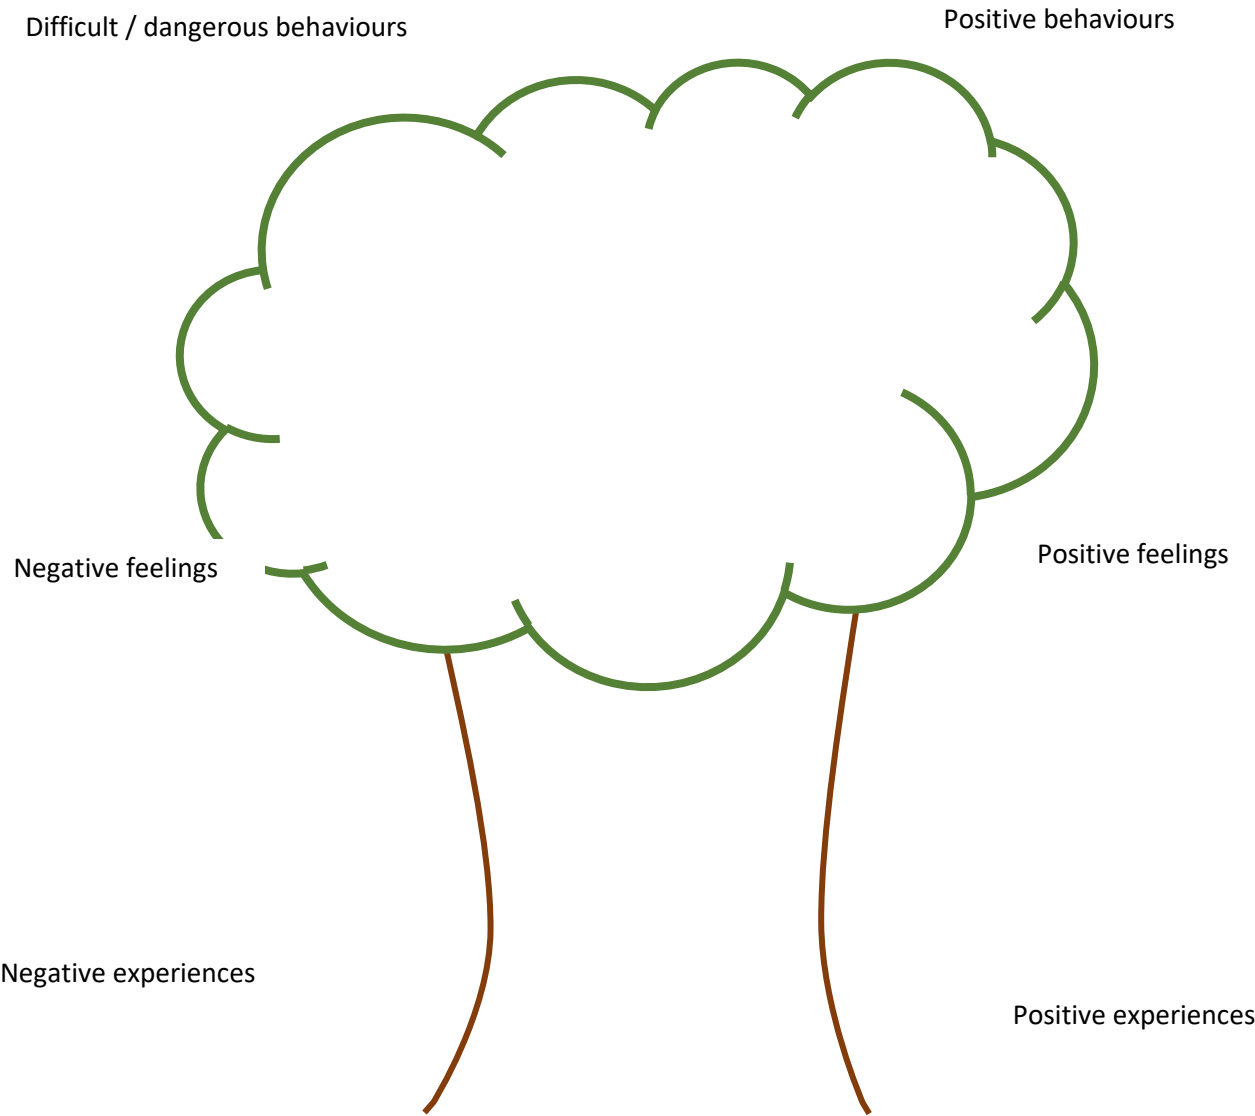 Difficult / dangerous behaviours
Positive behaviours
Negative feelings
Positive feelings
Negative experiences
Positive experiences